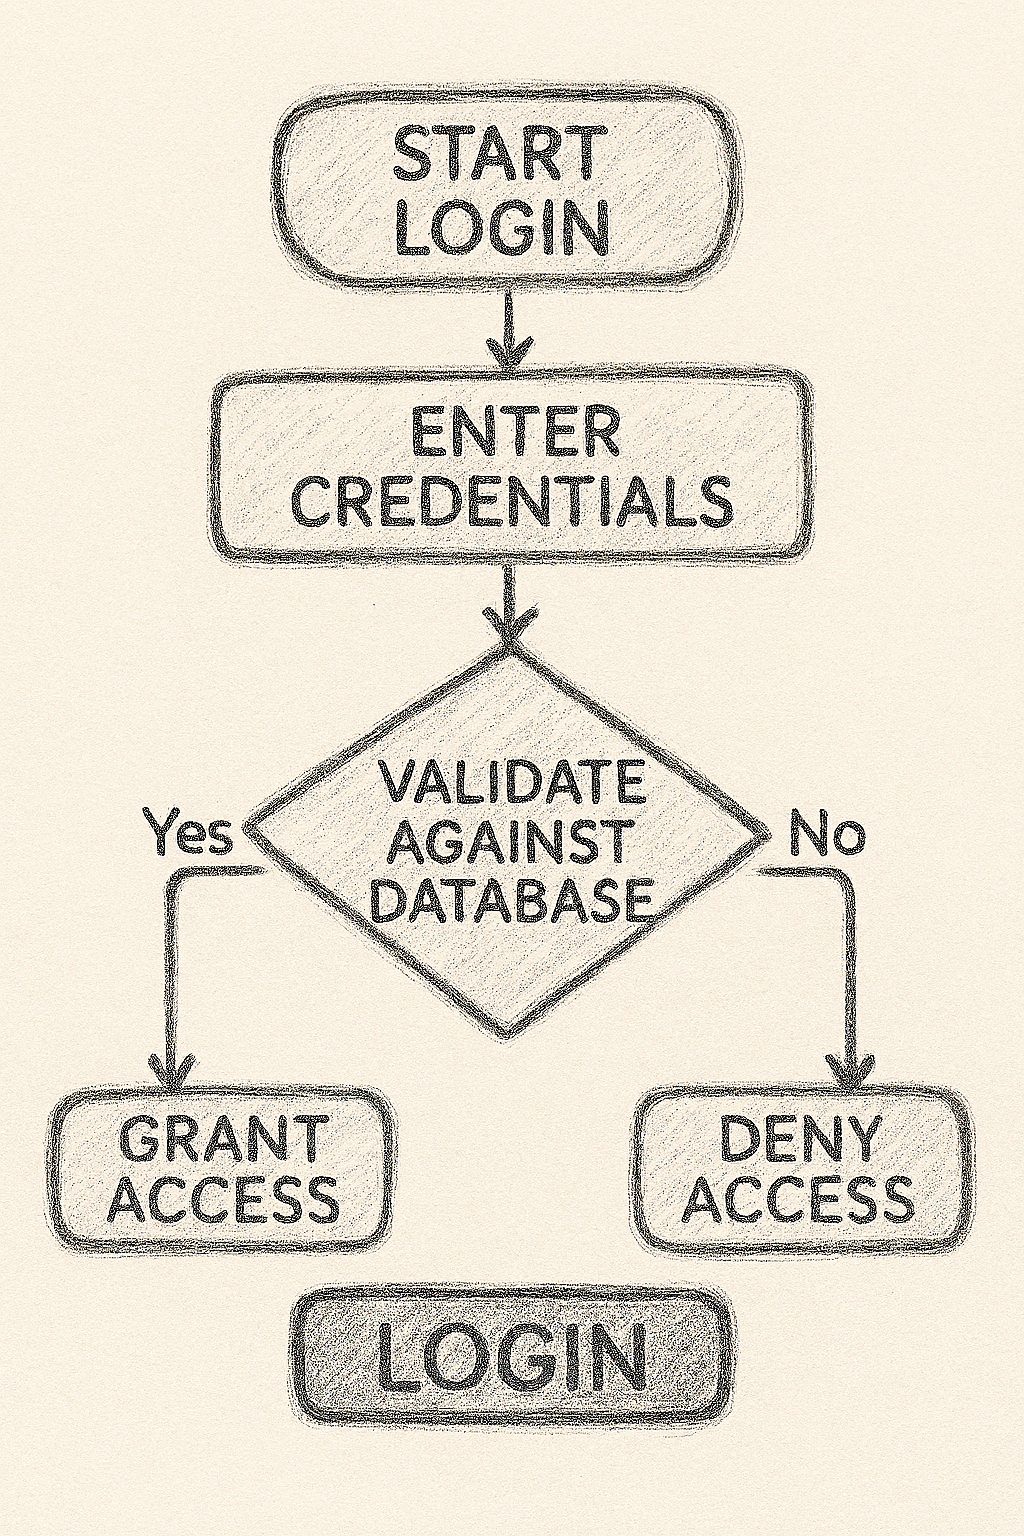 START
LOGIN
ENTER
CREDENTIALS
VALIDATE
AGAINST
DATABASE
Yes
No
GRANT
ACCESS
DENY
ACCESS
LOGIN